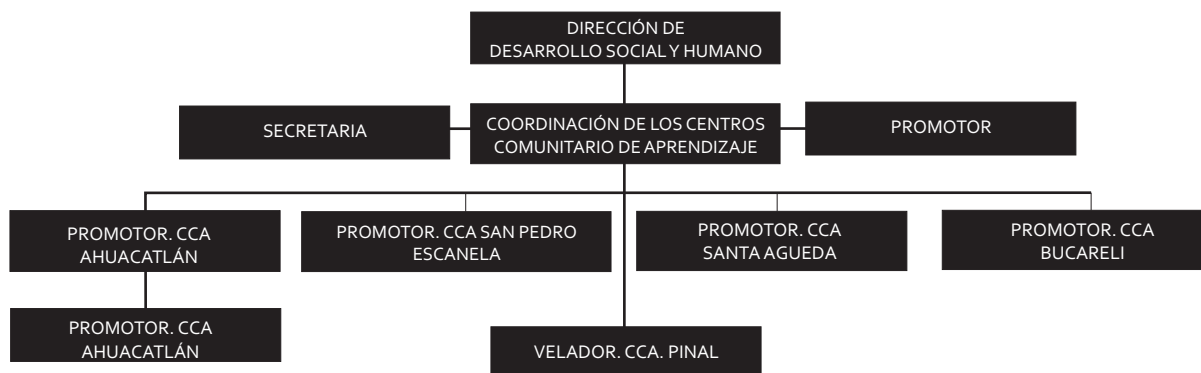 DIRECCIÓN DE
DESARROLLO SOCIAL Y HUMANO
SECRETARIA
COORDINACIÓN DE LOS CENTROS
COMUNITARIO DE APRENDIZAJE
PROMOTOR
PROMOTOR. CCA
AHUACATLÁN
PROMOTOR. CCA SAN PEDRO
ESCANELA
PROMOTOR. CCA
SANTA AGUEDA
PROMOTOR. CCA
BUCARELI
PROMOTOR. CCA
AHUACATLÁN
VELADOR. CCA. PINAL